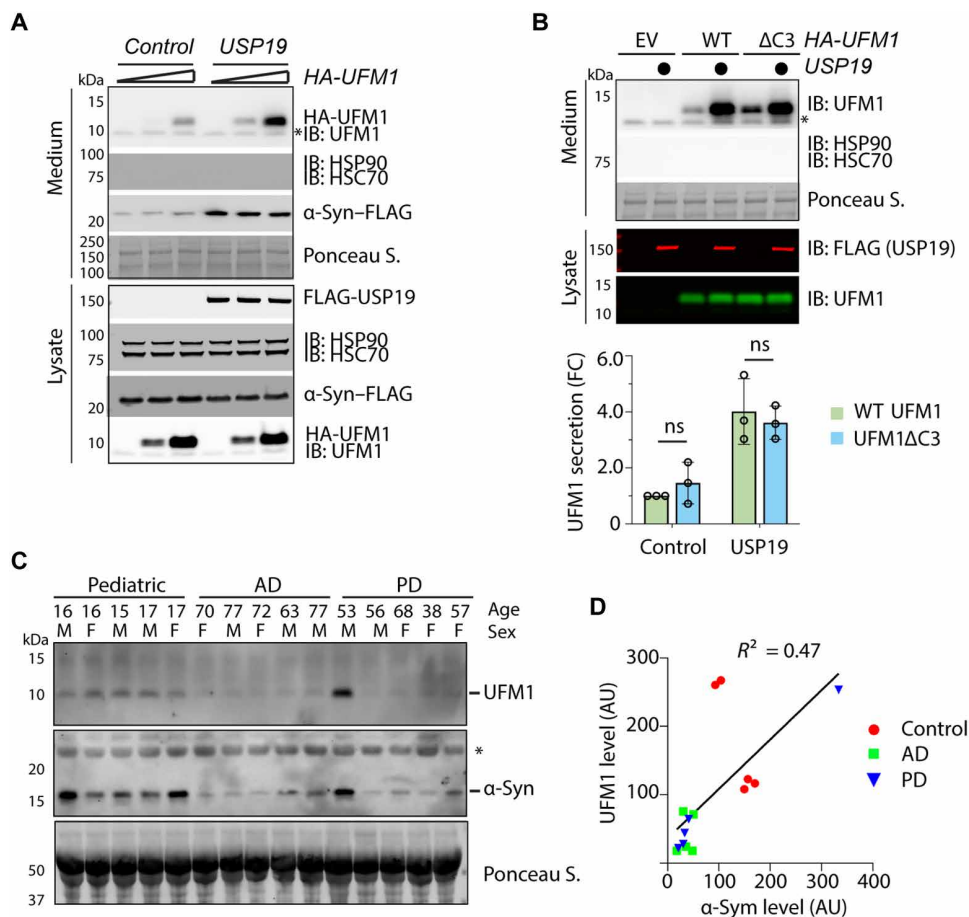 A
Control USP19
HA-UFM1
kDa
Medium
15
10
HA-UFM1
*IB: UFM1
100
75
IB: HSP90
IB: HSC70
20
α-Syn–FLAG
250
150
100
Ponceau S.
Lysate
150
FLAG-USP19
100
75
IB: HSP90
IB: HSC70
20
α-Syn–FLAG
10
HA-UFM1
IB: UFM1
B
EV WT ΔC3 HA-UFM1
USP19
kDa
Medium
15
IB: UFM1
*
75
IB: HSP90
IB: HSC70
Ponceau S.
Lysate
150
IB: FLAG (USP19)
15
10
IB: UFM1
UFM1 secretion (FC)
6.0
4.0
2.0
0
ns
ns
Control USP19
WT UFM1
UFM1ΔC3
C
Pediatric AD PD
16 16 15 17 17 70 77 72 63 77 53 56 68 38 57 Age
M F M M F F M F M M M M F F F Sex
kDa
15
10
UFM1
*
20
15
α-Syn
50
37
Ponceau S.
D
R² = 0.47
UFM1 level (AU)
300
200
100
0 100 200 300 400
α-Sym level (AU)
Control
AD
PD